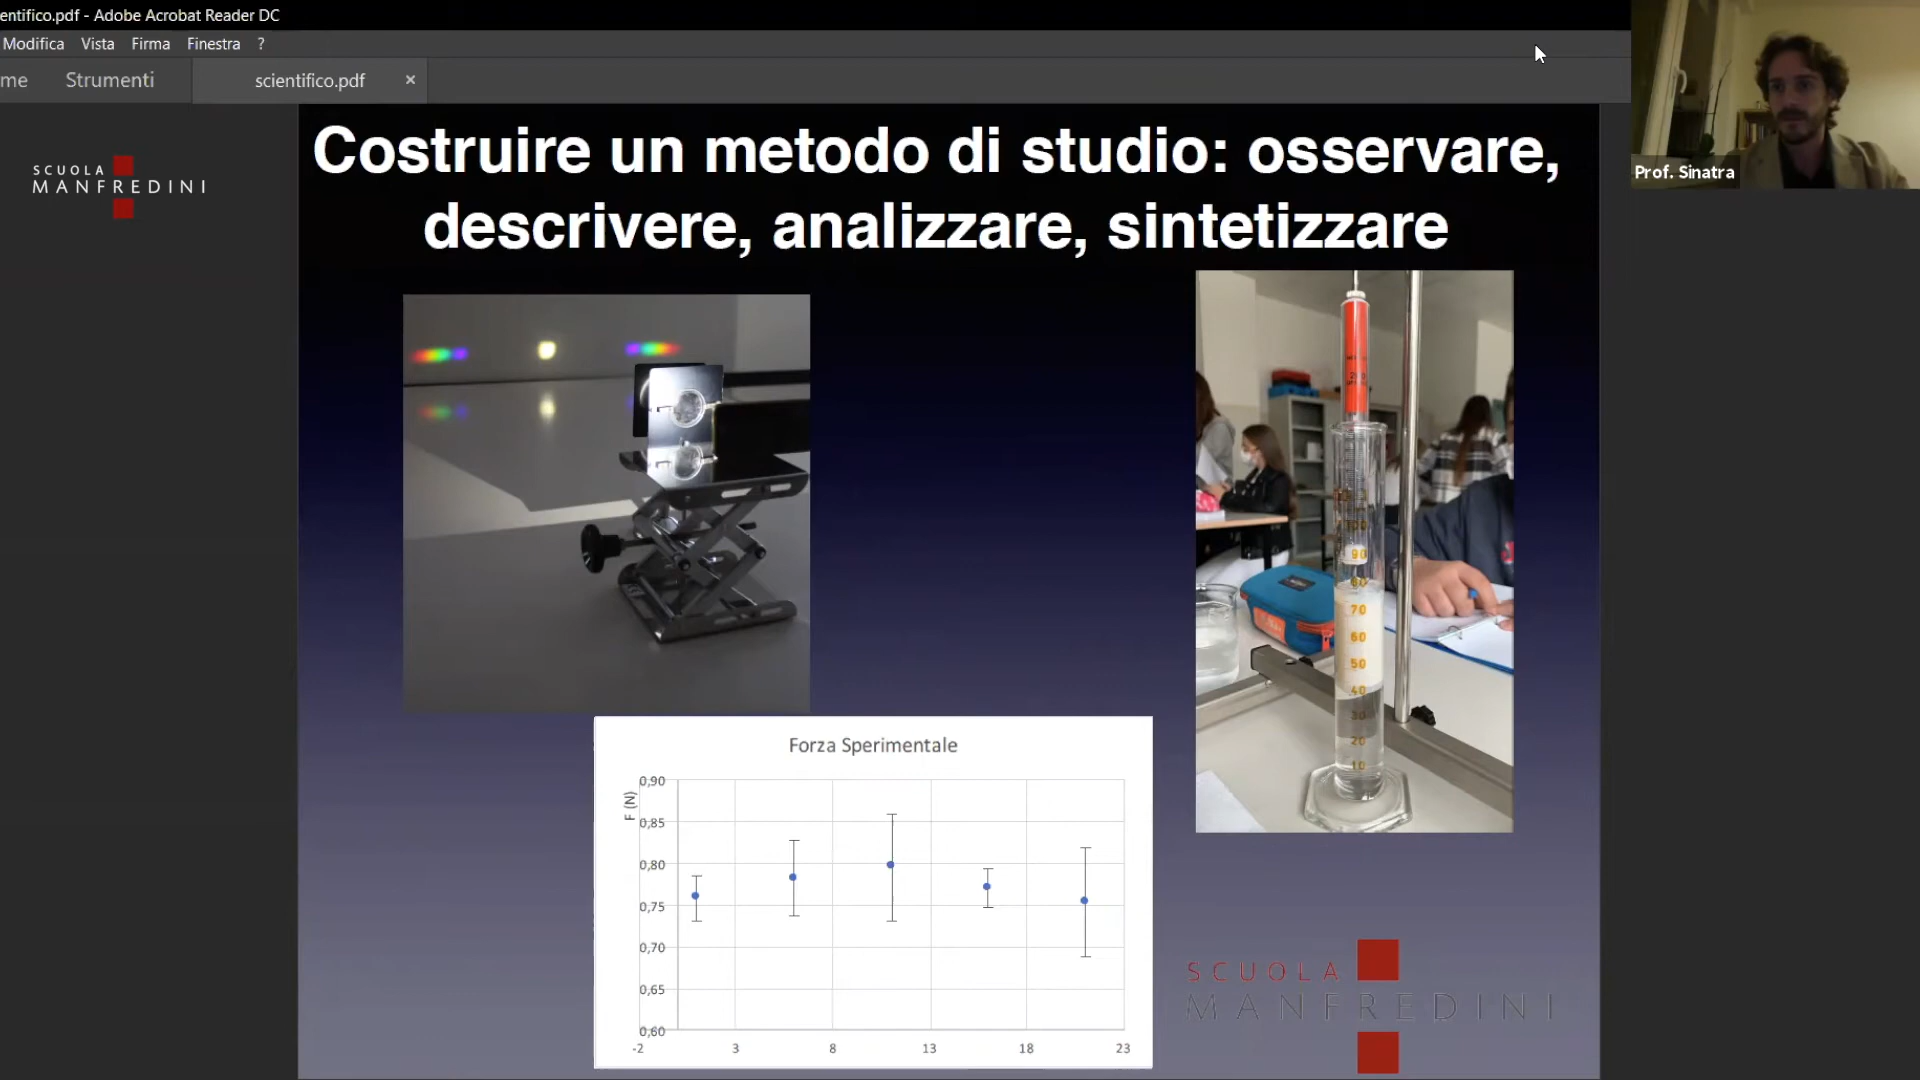 entifico.pdf - Adobe Acrobat Reader DC
Modifica Vista Firma Finestra ?
me Strumenti scientifico.pdf ×
Prof. Sinatra
SCUOLA
MANFREDINI
Costruire un metodo di studio: osservare,
descrivere, analizzare, sintetizzare
90
80
70
60
50
40
30
20
10
Forza Sperimentale
F (N)
0,90
0,85
0,80
0,75
0,70
0,65
0,60
-2 3 8 13 18 23
SCUOLA
MANFREDINI